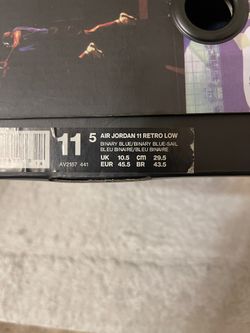 11 5 AIR JORDAN 11 RETRO LOW
BINARY BLUE/BINARY BLUE-SAIL
BLEU BINAIRE/BLEU BINAIRE
UK 10.5 CM 29.5
AV2187 441 EUR 45.5 BR 43.5